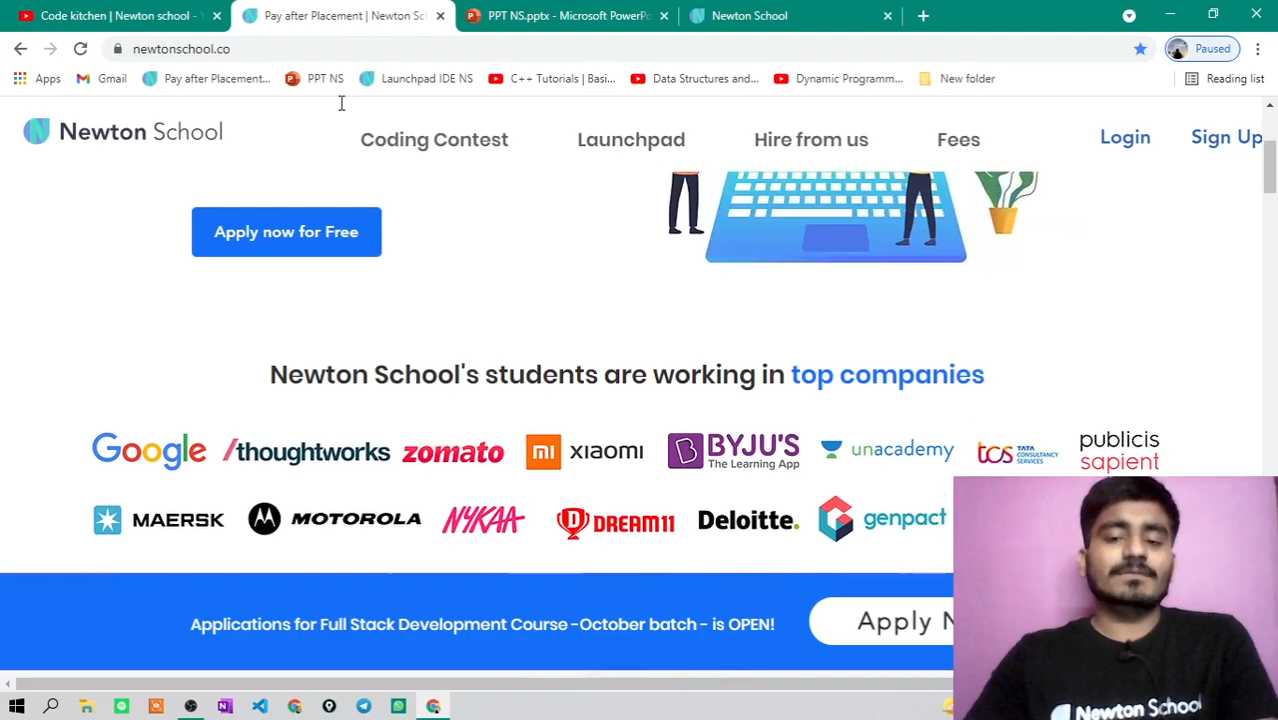 Code kitchen | Newton school -
Pay after Placement | Newton Sc
PPT NS.pptx - Microsoft PowerPo
Newton School
newtonschool.co
Paused
Apps
Gmail
Pay after Placement...
PPT NS
Launchpad IDE NS
C++ Tutorials | Basi...
Data Structures and...
Dynamic Programm...
New folder
Reading list
Newton School
Coding Contest
Launchpad
Hire from us
Fees
Login
Sign Up
Apply now for Free
Newton School's students are working in top companies
Google
/thoughtworks
zomato
mi xiaomi
BYJU'S
The Learning App
unacademy
tcs TATA
CONSULTANCY
SERVICES
publicis
sapient
MAERSK
MOTOROLA
NYKAA
DREAM11
Deloitte.
genpact
Applications for Full Stack Development Course -October batch - is OPEN!
Apply N
Newton School